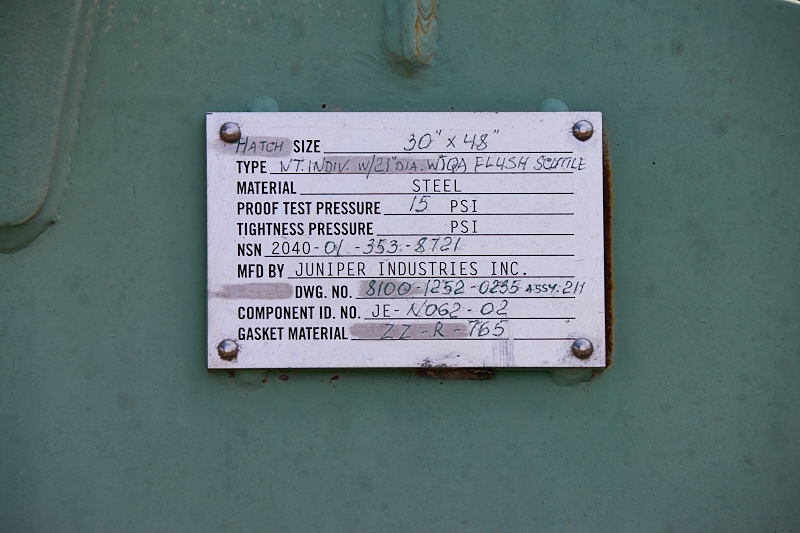 HATCH SIZE 30" x 48"
TYPE WT. INDIV. W/21" DIA. WTQA FLUSH SCUTTLE
MATERIAL STEEL
PROOF TEST PRESSURE 15 PSI
TIGHTNESS PRESSURE PSI
NSN 2040-01-353-8721
MFD BY JUNIPER INDUSTRIES INC.
DWG. NO. 8100-1252-0235 ASSY. 211
COMPONENT ID. NO. JE-N062-02
GASKET MATERIAL ZZ-R-765